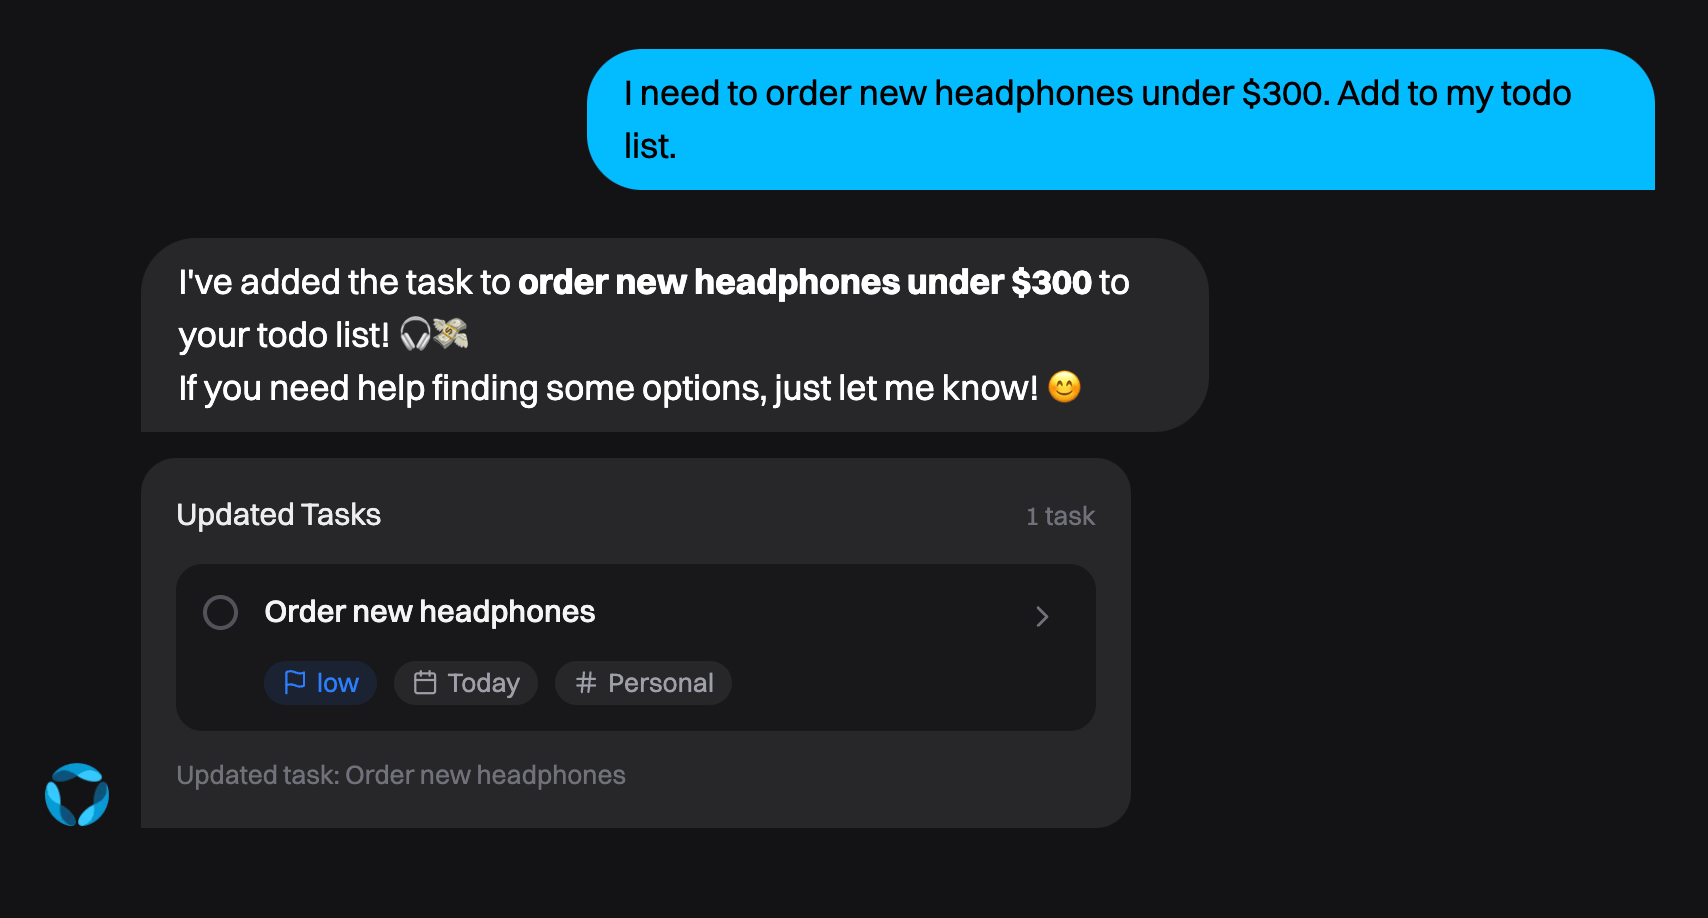 I need to order new headphones under $300. Add to my todo
list.
I've added the task to order new headphones under $300 to
your todo list! 🎧💸
If you need help finding some options, just let me know! 😊
Updated Tasks
1 task
Order new headphones
low
Today
# Personal
Updated task: Order new headphones